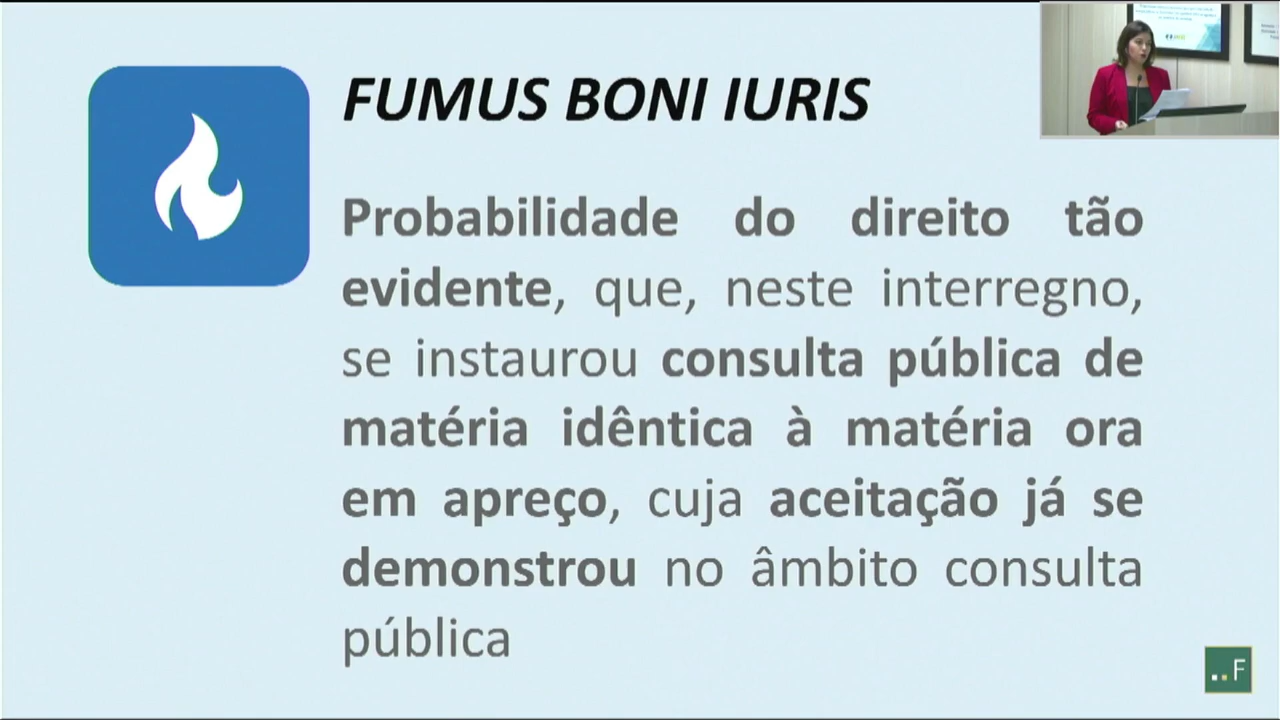 FUMUS BONI IURIS
Probabilidade do direito tão
evidente, que, neste interregno,
se instaurou consulta pública de
matéria idêntica à matéria ora
em apreço, cuja aceitação já se
demonstrou no âmbito consulta
pública
..F